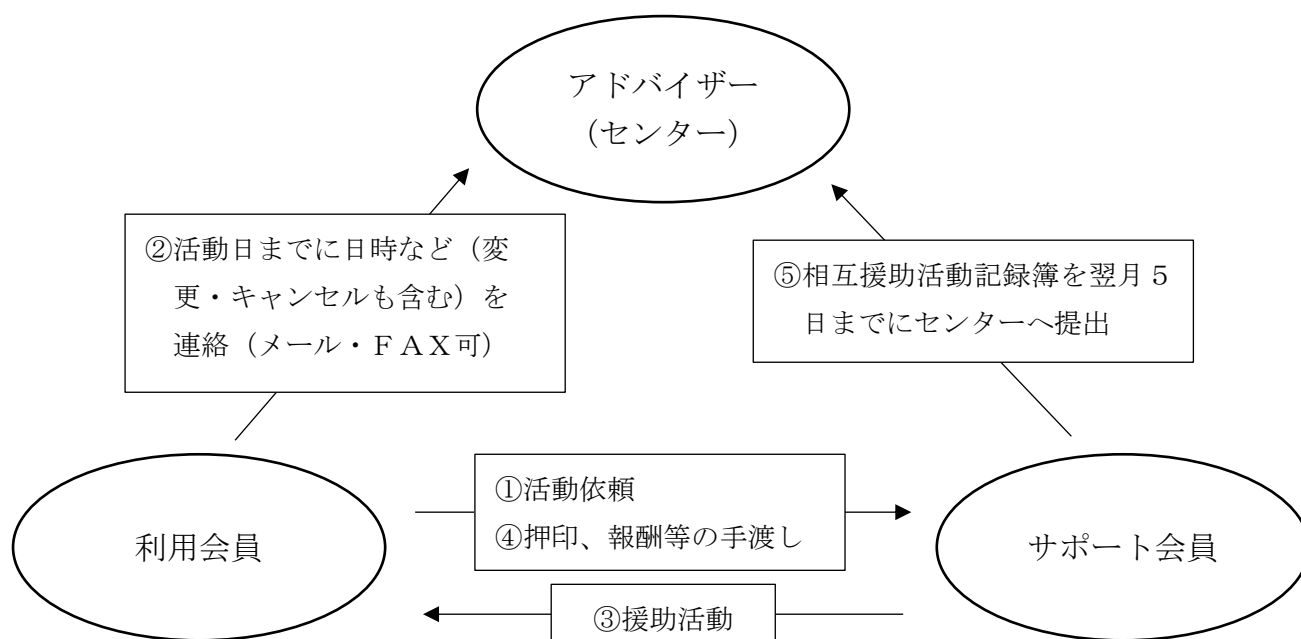 アドバイザー
（センター）
②活動日までに日時など（変
更・キャンセルも含む）を
連絡（メール・ＦＡＸ可）
⑤相互援助活動記録簿を翌月５
日までにセンターへ提出
利用会員
①活動依頼
④押印、報酬等の手渡し
サポート会員
③援助活動